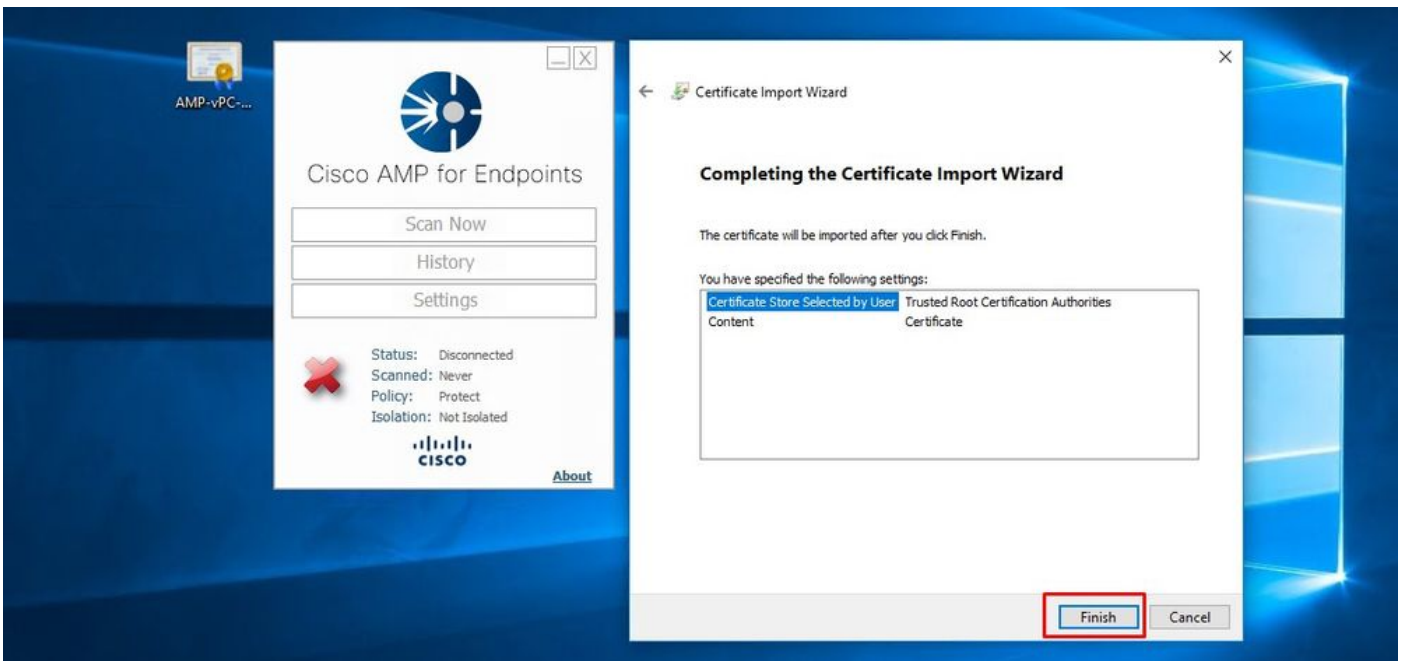 AMP-vPC-...
Cisco AMP for Endpoints
Scan Now
History
Settings
Status: Disconnected
Scanned: Never
Policy: Protect
Isolation: Not Isolated
CISCO
About
Certificate Import Wizard
Completing the Certificate Import Wizard
The certificate will be imported after you click Finish.
You have specified the following settings:
Certificate Store Selected by User Trusted Root Certification Authorities
Content Certificate
Finish Cancel